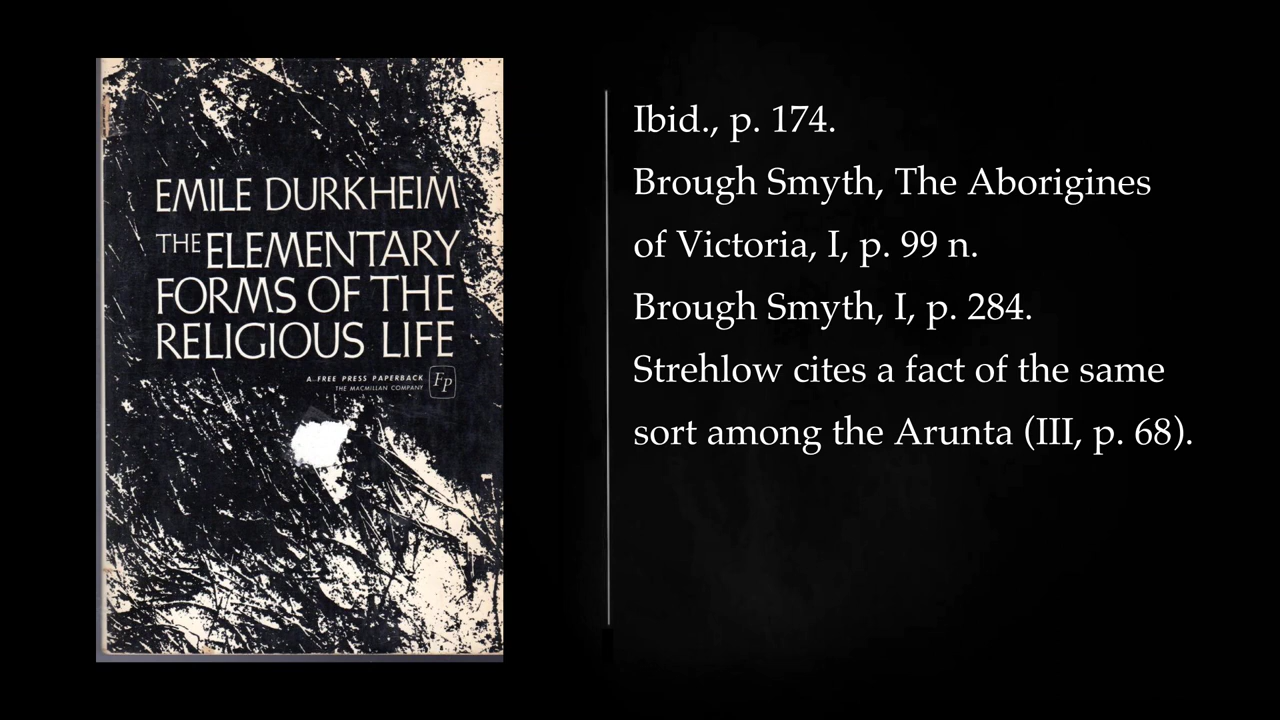 EMILE DURKHEIM
THE ELEMENTARY
FORMS OF THE
RELIGIOUS LIFE
A FREE PRESS PAPERBACK
THE MACMILLAN COMPANY
Fp
Ibid., p. 174.
Brough Smyth, The Aborigines
of Victoria, I, p. 99 n.
Brough Smyth, I, p. 284.
Strehlow cites a fact of the same
sort among the Arunta (III, p. 68).